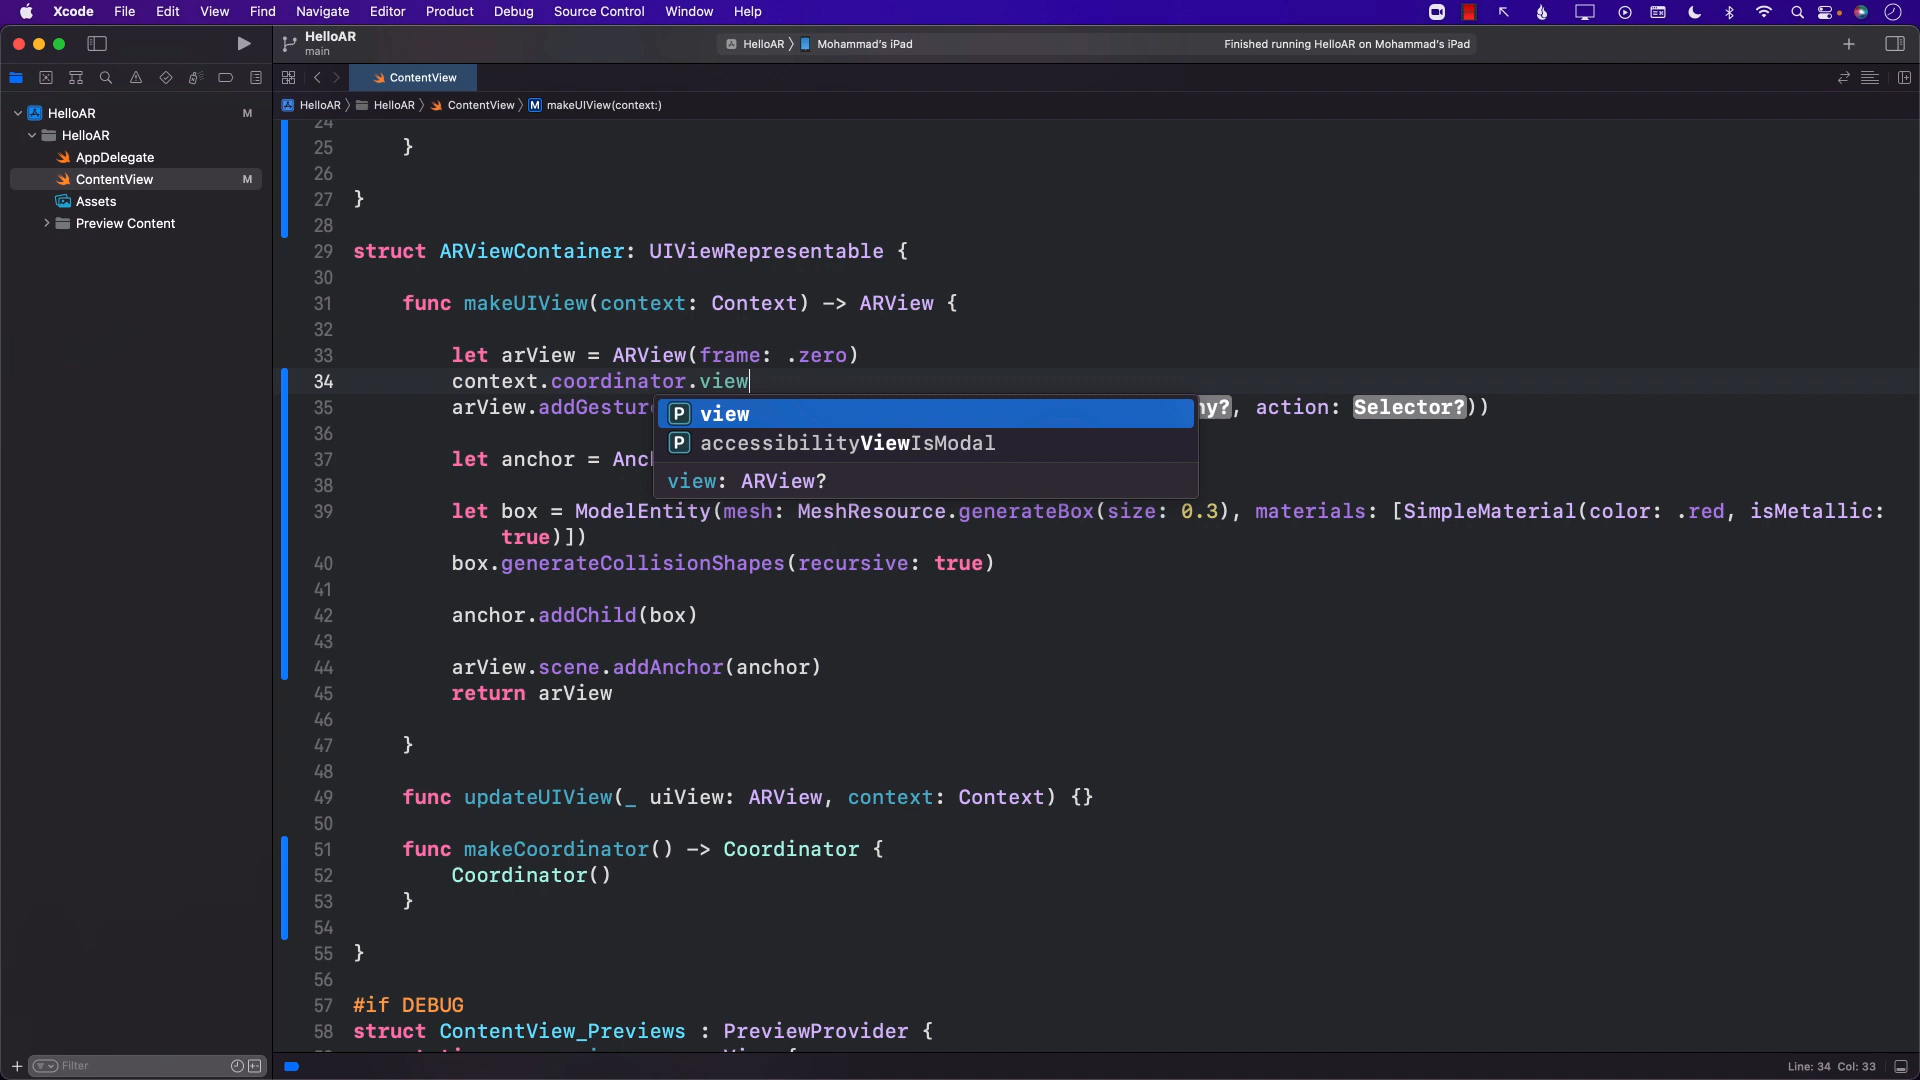 Xcode File Edit View Find Navigate Editor Product Debug Source Control Window Help
HelloAR
main
HelloAR 〉 Mohammad's iPad
Finished running HelloAR on Mohammad's iPad
ContentView
HelloAR 〉 HelloAR 〉 ContentView 〉 M makeUIView(context:)
HelloAR M
HelloAR
AppDelegate
ContentView M
Assets
Preview Content
24
25 }
26
27 }
28
29 struct ARViewContainer: UIViewRepresentable {
30
31 func makeUIView(context: Context) -> ARView {
32
33 let arView = ARView(frame: .zero)
34 context.coordinator.view
35 arView.addGestur ny?, action: Selector?))
P view
36
P accessibilityViewIsModal
37 let anchor = Anc
view: ARView?
38
39 let box = ModelEntity(mesh: MeshResource.generateBox(size: 0.3), materials: [SimpleMaterial(color: .red, isMetallic:
true)])
40 box.generateCollisionShapes(recursive: true)
41
42 anchor.addChild(box)
43
44 arView.scene.addAnchor(anchor)
45 return arView
46
47 }
48
49 func updateUIView(_ uiView: ARView, context: Context) {}
50
51 func makeCoordinator() -> Coordinator {
52 Coordinator()
53 }
54
55 }
56
57 #if DEBUG
58 struct ContentView_Previews : PreviewProvider {
Filter
Line: 34 Col: 33